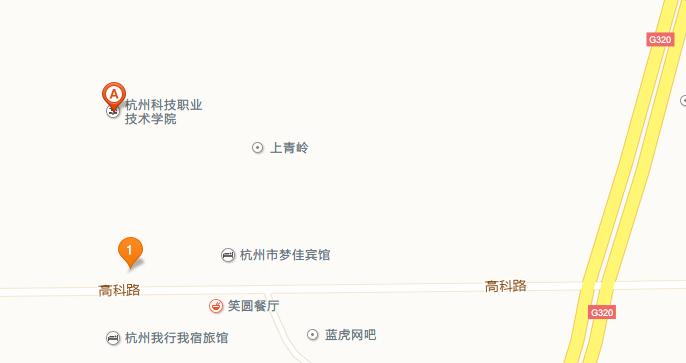 G320
A
杭州科技职业
技术学院
上青岭
1
杭州市梦佳宾馆
高科路
高科路
笑圆餐厅
G320
杭州我行我宿旅馆
蓝虎网吧